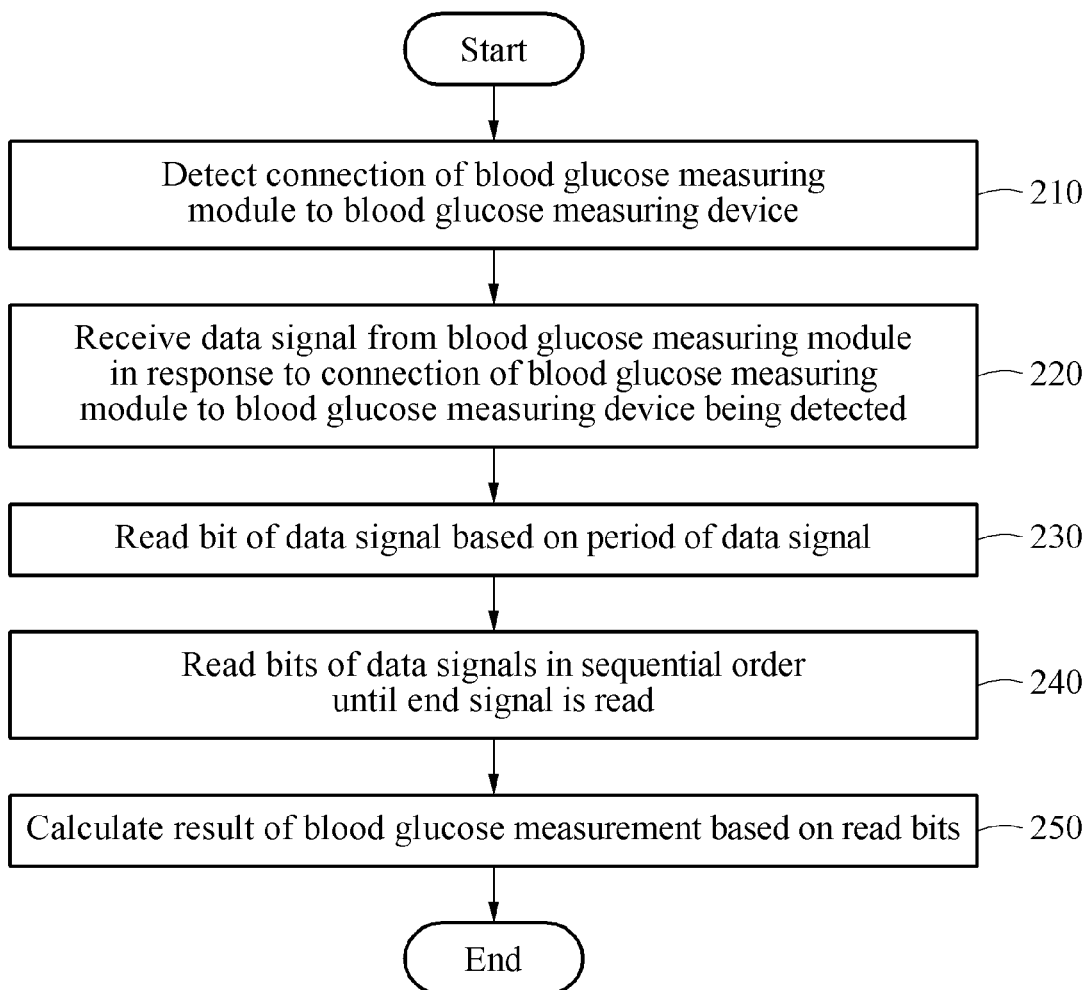 Start
Detect connection of blood glucose measuring
module to blood glucose measuring device
210
Receive data signal from blood glucose measuring module
in response to connection of blood glucose measuring
module to blood glucose measuring device being detected
220
Read bit of data signal based on period of data signal
230
Read bits of data signals in sequential order
until end signal is read
240
Calculate result of blood glucose measurement based on read bits
250
End